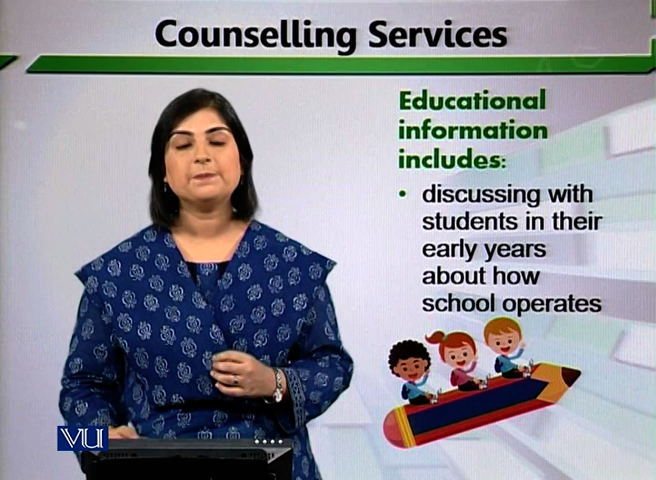 Counselling Services
Educational
information
includes:
• discussing with
students in their
early years
about how
school operates
VU